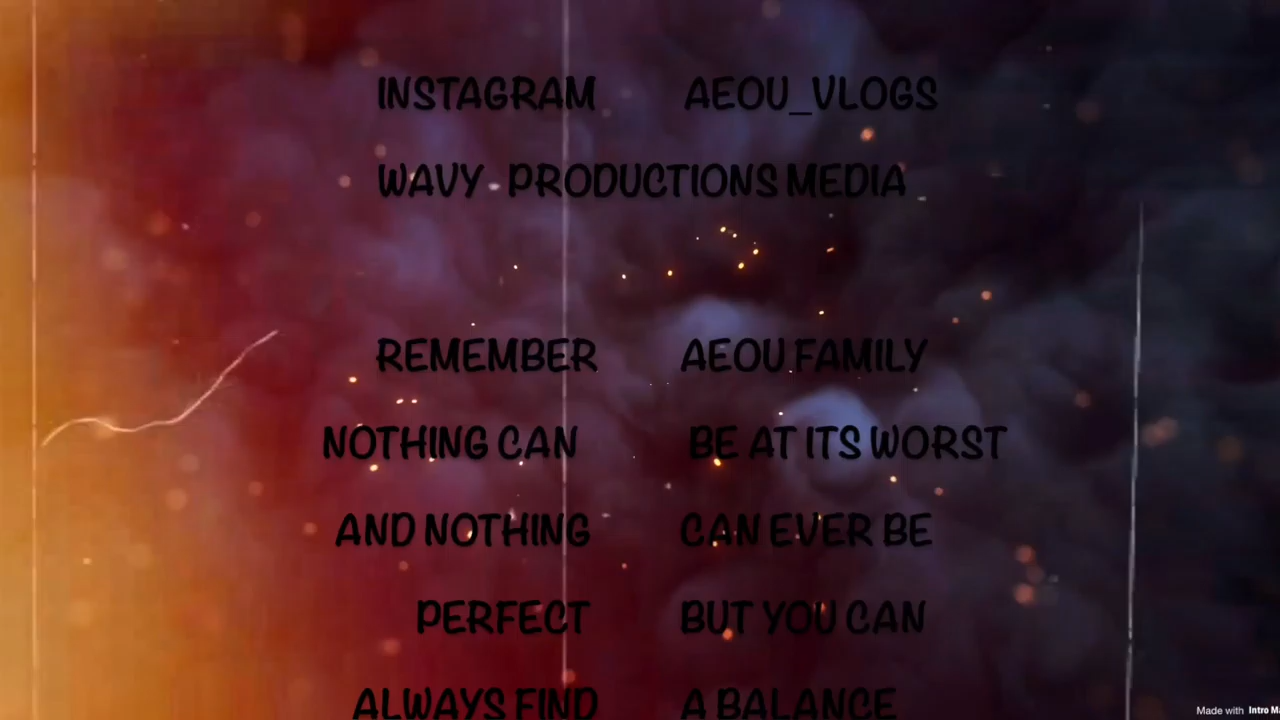 INSTAGRAM AEOU_VLOGS
WAVY PRODUCTIONS MEDIA
REMEMBER AEOU FAMILY
NOTHING CAN BE AT ITS WORST
AND NOTHING CAN EVER BE
PERFECT BUT YOU CAN
ALWAYS FIND A BALANCE
Made with Intro